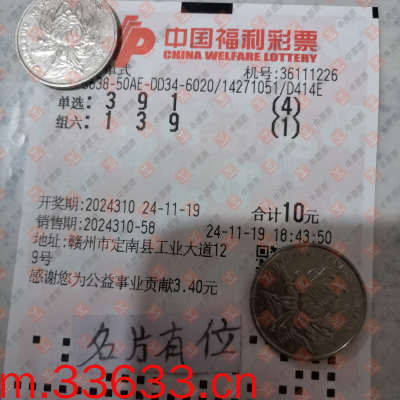 中国福利彩票
CHINA WELFARE LOTTERY
式 机号:36111226
38-50AE-DD34-6020/14271051/D414E
单选: 3 9 1 (4)
组六: 1 3 9 (1)
开奖期:2024310 24-11-19 合计10元
销售期:2024310-58 24-11-19 18:43:50
地址:赣州市定南县工业大道12
9号
感谢您为公益事业贡献3.40元
名片有位
m.33633.cn